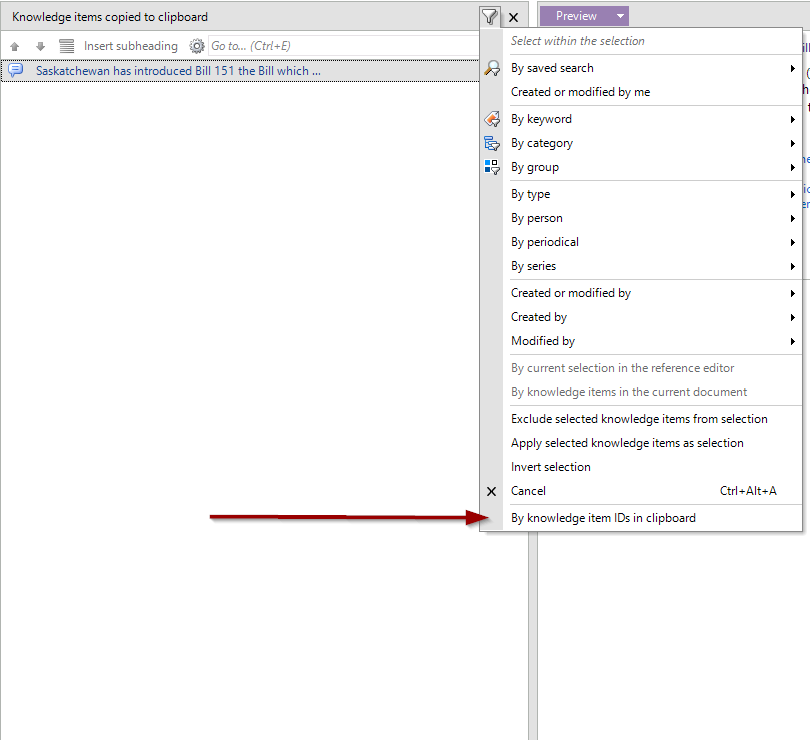 Knowledge items copied to clipboard
Preview
Insert subheading
Go to... (Ctrl+E)
Saskatchewan has introduced Bill 151 the Bill which ...
Select within the selection
By saved search
Created or modified by me
By keyword
By category
By group
By type
By person
By periodical
By series
Created or modified by
Created by
Modified by
By current selection in the reference editor
By knowledge items in the current document
Exclude selected knowledge items from selection
Apply selected knowledge items as selection
Invert selection
Cancel Ctrl+Alt+A
By knowledge item IDs in clipboard